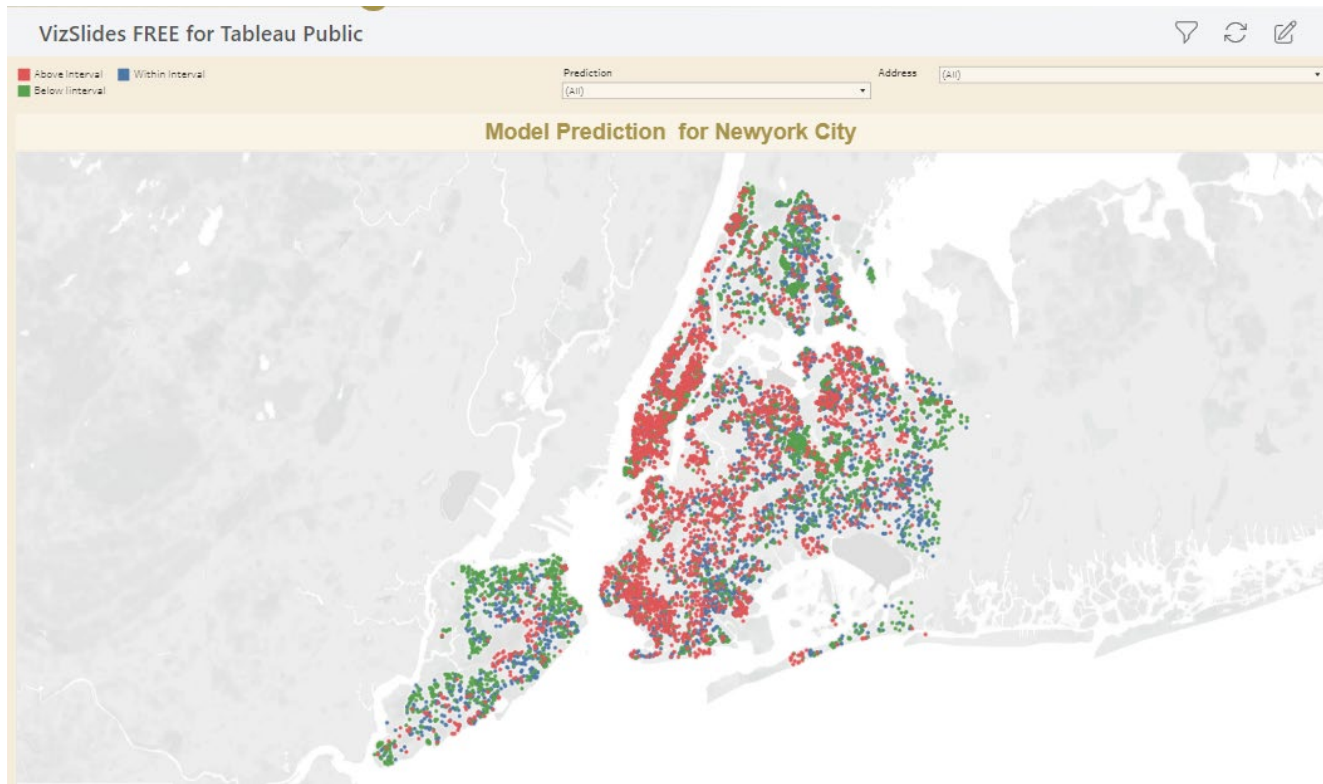 VizSlides FREE for Tableau Public
Above Interval Within Interval
Below Iinterval
Prediction
(All)
Address (All)
Model Prediction for Newyork City